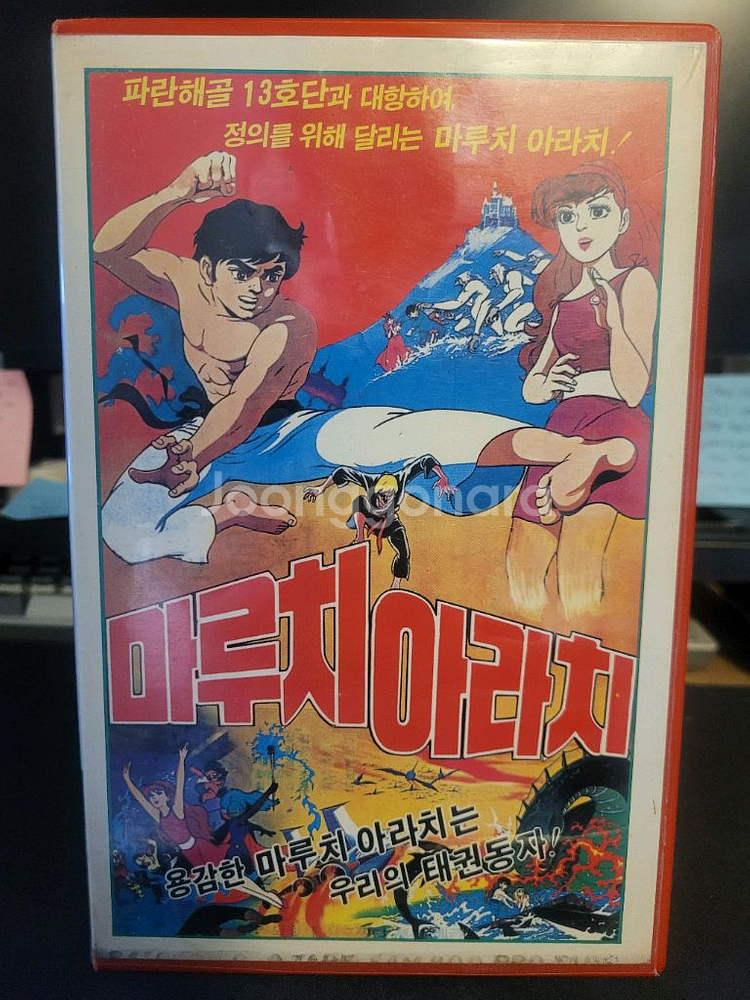 파란해골 13호단과 대항하여
정의를 위해 달리는 마루치 아라치!
Joonggonara
마루치 아라치
용감한 마루치 아라치는
우리의 태권동자!